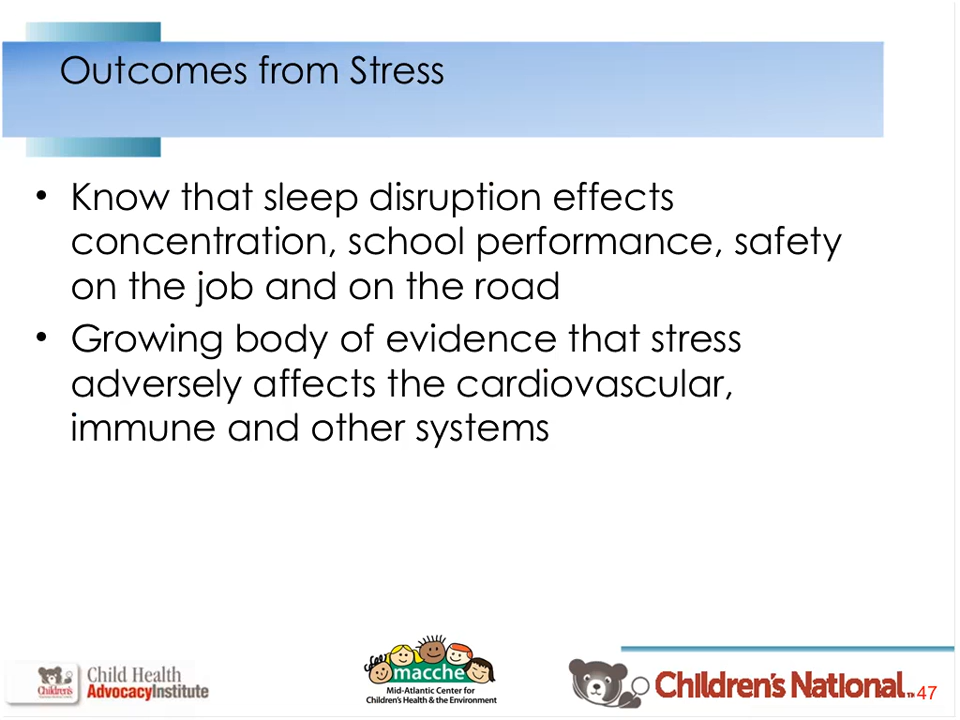 Outcomes from Stress
• Know that sleep disruption effects
concentration, school performance, safety
on the job and on the road
• Growing body of evidence that stress
adversely affects the cardiovascular,
immune and other systems
Children's
Child Health
AdvocacyInstitute
macche
Mid-Atlantic Center for
Children's Health & the Environment
Children's National™
47